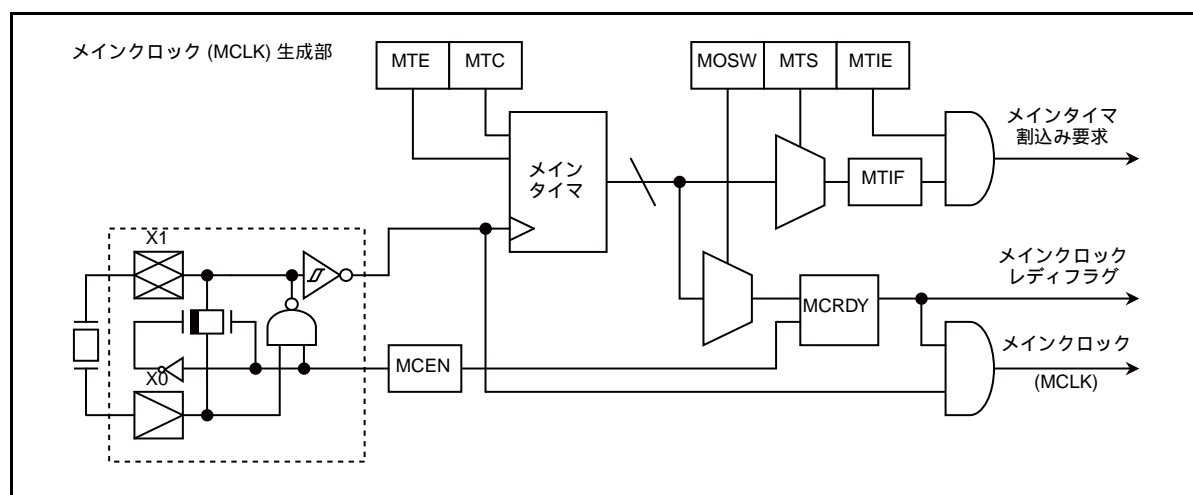 メインクロック (MCLK) 生成部
MTE
MTC
MOSW
MTS
MTIE
メイン
タイマ
MTIF
メインタイマ
割込み要求
X1
X0
MCEN
MCRDY
メインクロック
レディフラグ
メインクロック
(MCLK)